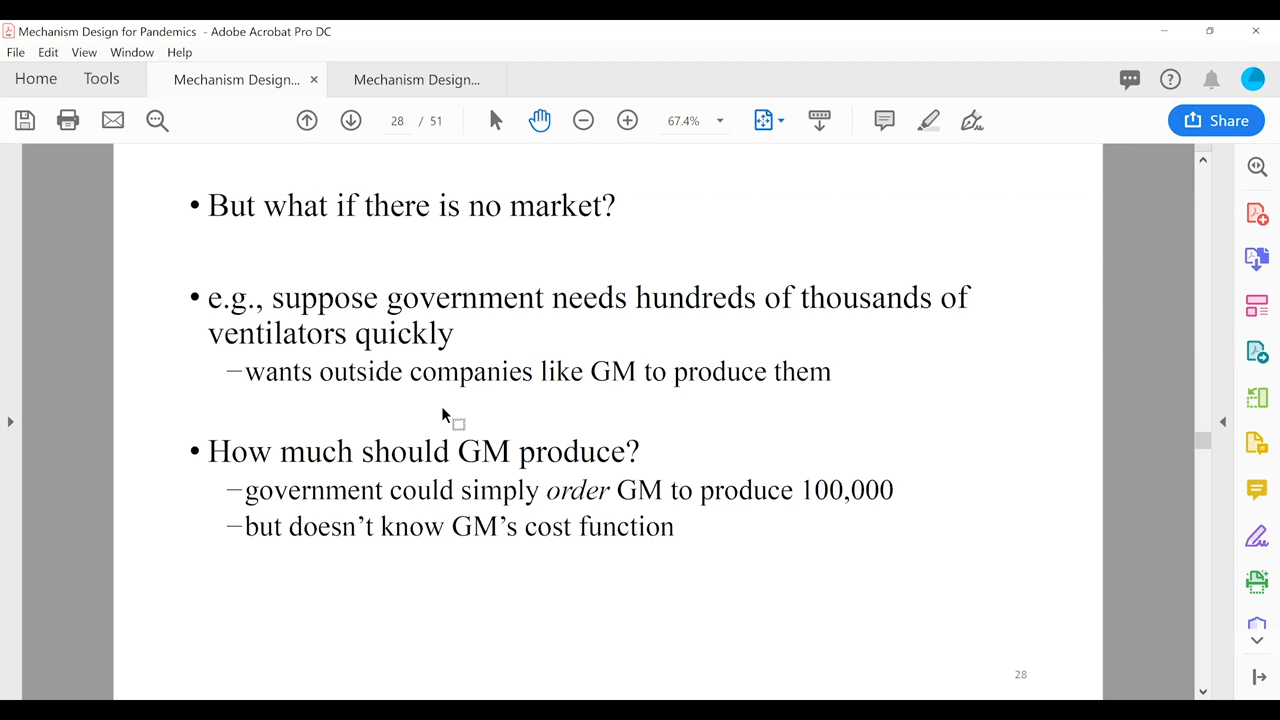 Mechanism Design for Pandemics - Adobe Acrobat Pro DC
File Edit View Window Help
Home Tools Mechanism Design... × Mechanism Design...
28 / 51 67.4% Share
• But what if there is no market?
• e.g., suppose government needs hundreds of thousands of
ventilators quickly
–wants outside companies like GM to produce them
• How much should GM produce?
–government could simply order GM to produce 100,000
–but doesn’t know GM’s cost function
28